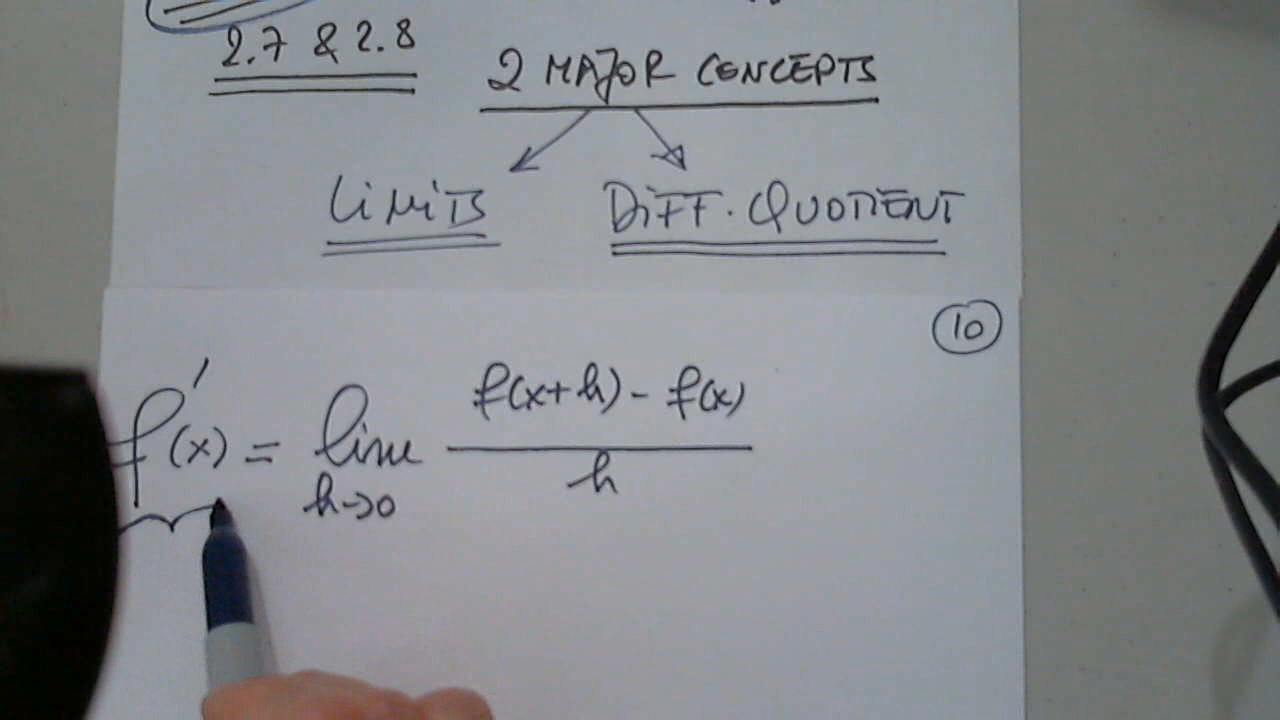 2.7 & 2.8
2 MAJOR CONCEPTS
LIMITS
DIFF. QUOTIENT
10
f'(x) = lim f(x+h) - f(x)
h→0 h